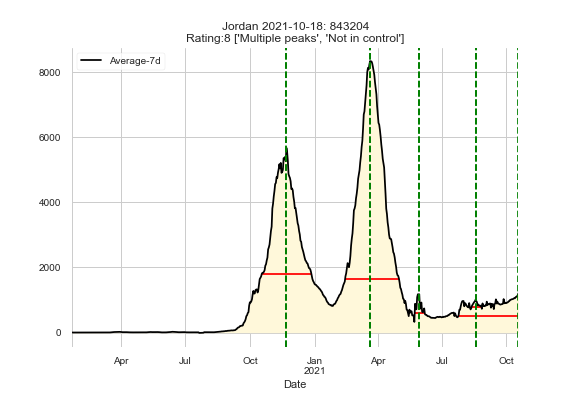 Jordan 2021-10-18: 843204
Rating:8 ['Multiple peaks', 'Not in control']
Average-7d
8000
6000
4000
2000
0
Apr Jul Oct Jan Apr Jul Oct
2021
Date